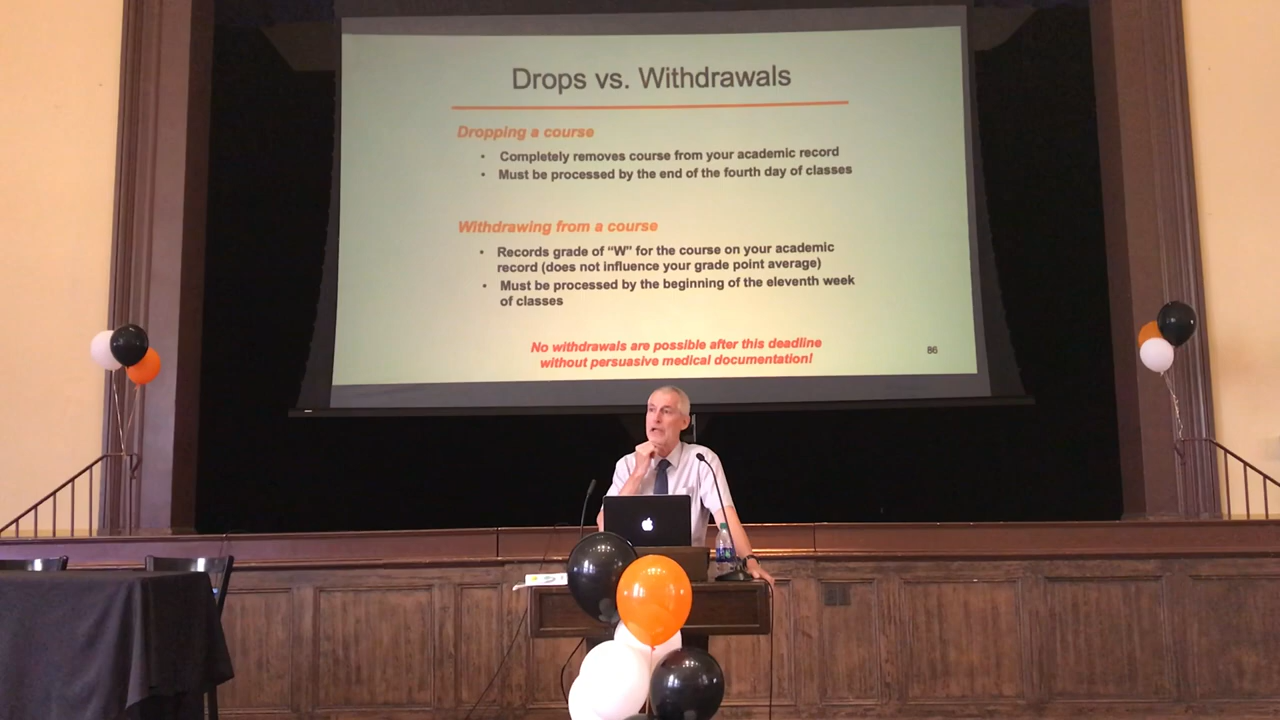 Drops vs. Withdrawals
Dropping a course
• Completely removes course from your academic record
• Must be processed by the end of the fourth day of classes
Withdrawing from a course
• Records grade of “W” for the course on your academic
record (does not influence your grade point average)
• Must be processed by the beginning of the eleventh week
of classes
No withdrawals are possible after this deadline
without persuasive medical documentation!
86